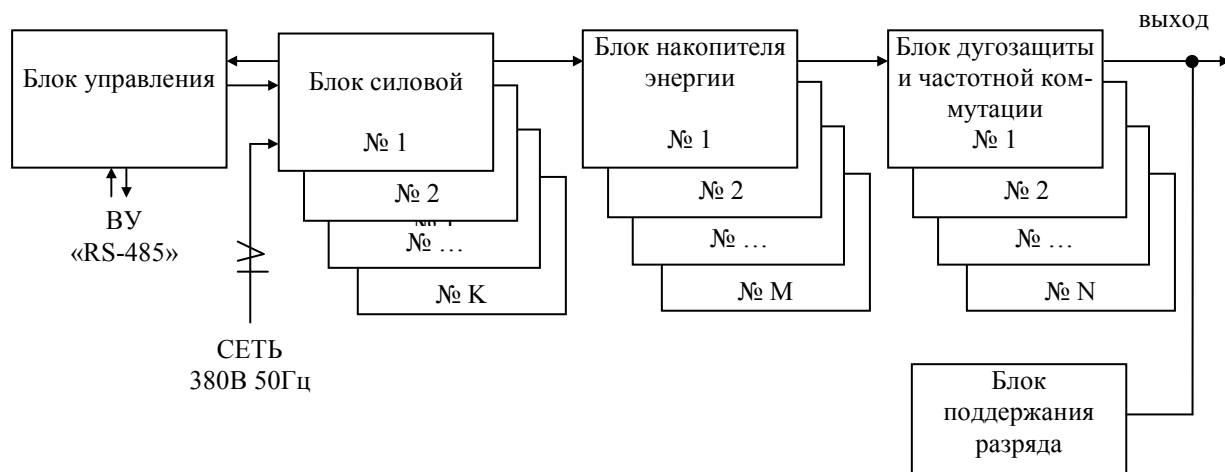 выход
Блок управления
Блок силовой
№ 1
№ 2
№ ...
№ K
Блок накопителя
энергии
№ 1
№ 2
№ ...
№ M
Блок дугозащиты
и частотной ком-
мутации
№ 1
№ 2
№ ...
№ N
ВУ
«RS-485»
СЕТЬ
380В 50Гц
Блок
поддержания
разряда